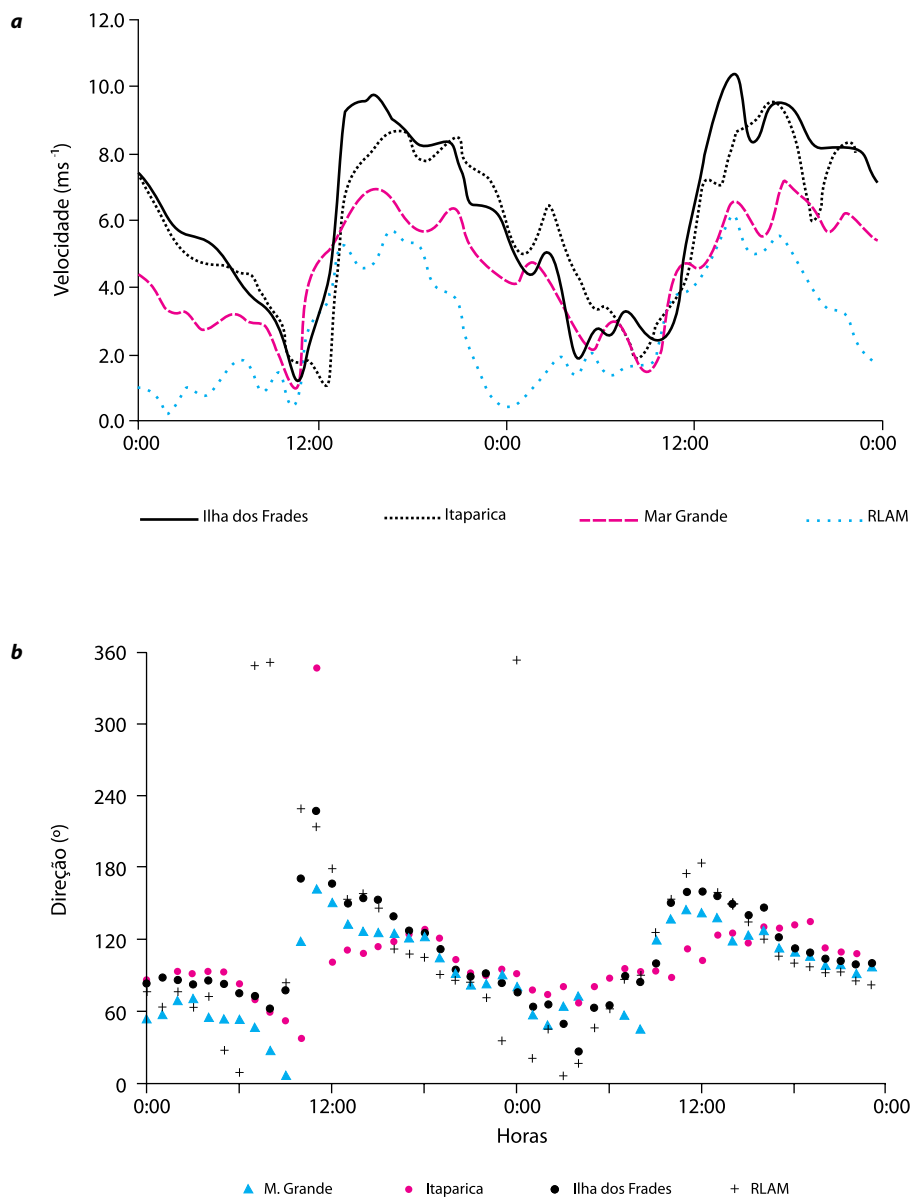 a
12.0
10.0
8.0
6.0
4.0
2.0
0.0
Velocidade (ms -1)
0:00 12:00 0:00 12:00 0:00
Ilha dos Frades Itaparica Mar Grande RLAM
b
360
300
240
180
120
60
0
Direção (º)
0:00 12:00 0:00 12:00 0:00
Horas
M. Grande Itaparica Ilha dos Frades RLAM